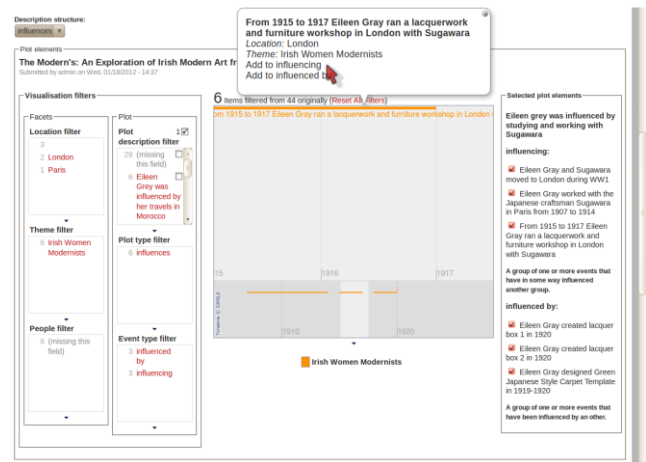 Description structure:
influences
Plot elements
The Modern's: An Exploration of Irish Modern Art fr
Submitted by admin on Wed, 01/18/2012 - 14:37
From 1915 to 1917 Eileen Gray ran a lacquerwork
and furniture workshop in London with Sugawara
Location: London
Theme: Irish Women Modernists
Add to influencing
Add to influenced b
Visualisation filters
Facets
Location filter
3
2 London
1 Paris
Theme filter
6 Irish Women
Modernists
People filter
6 (missing this
field)
Plot
Plot 1
description filter
29 (missing
this field)
6 Eileen
Grey was
influenced by
her travels in
Morocco
Plot type filter
6 influences
Event type filter
3 influenced
by
3 influencing
6 items filtered from 44 originally (Reset All Filters)
om 1915 to 1917 Eileen Gray ran a lacquerwork and furniture workshop in London
15
1916
1917
Timeline © SIMILE
1910
1920
Irish Women Modernists
Selected plot elements
Eileen grey was influenced by
studying and working with
Sugawara
influencing:
Eileen Gray and Sugawara
moved to London during WW1
Eileen Gray worked with the
Japanese craftsman Sugawara
in Paris from 1907 to 1914
From 1915 to 1917 Eileen
Gray ran a lacquerwork and
furniture workshop in London
with Sugawara
A group of one or more events that
have in some way influenced
another group.
influenced by:
Eileen Gray created lacquer
box 1 in 1920
Eileen Gray created lacquer
box 2 in 1920
Eileen Gray designed Green
Japanese Style Carpet Template
in 1919-1920
A group of one or more events that
have been influenced by an other.